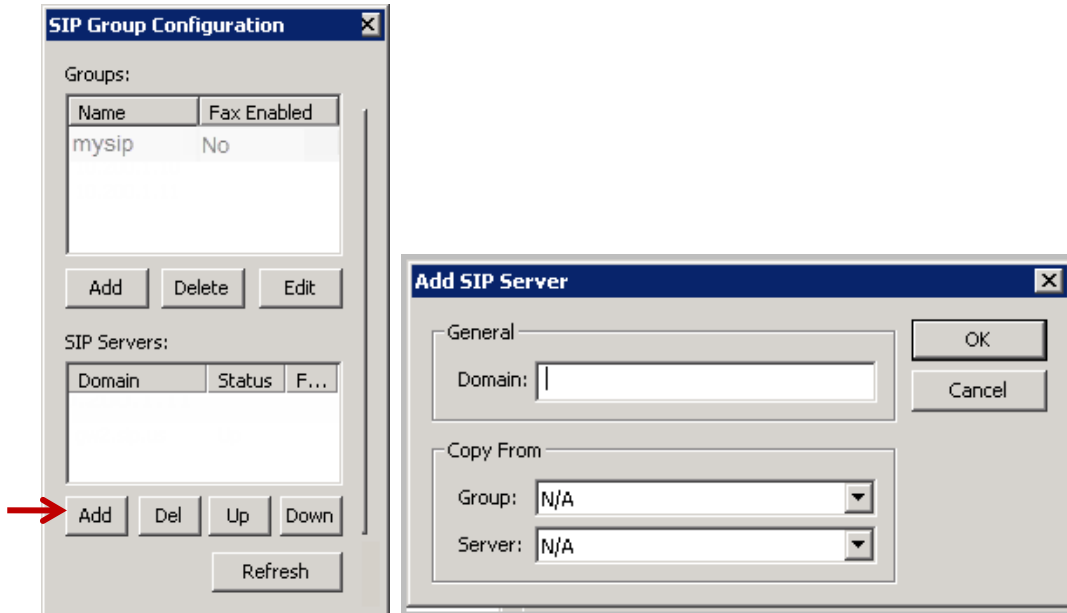 SIP Group Configuration
Groups:
Name Fax Enabled
mysip No
Add Delete Edit
SIP Servers:
Domain Status F...
Add Del Up Down
Refresh
Add SIP Server
General
Domain:
OK
Cancel
Copy From
Group: N/A
Server: N/A